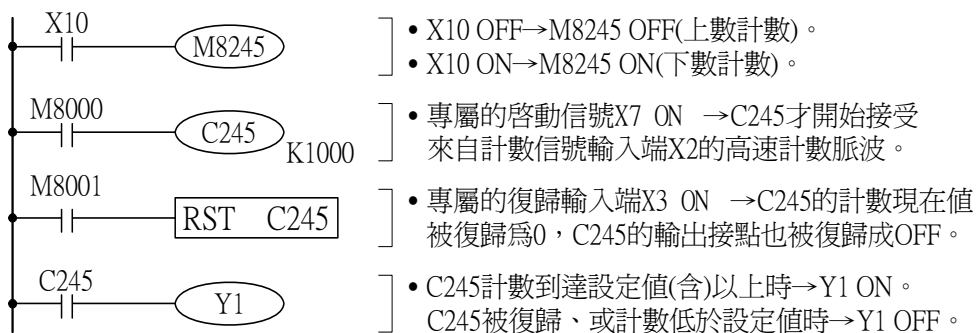 X10
M8245
• X10 OFF→M8245 OFF(上數計數)。
• X10 ON→M8245 ON(下數計數)。
M8000
C245
K1000
• 專屬的啓動信號X7 ON →C245才開始接受
來自計數信號輸入端X2的高速計數脈波。
M8001
RST C245
• 專屬的復歸輸入端X3 ON →C245的計數現在値
被復歸爲0，C245的輸出接點也被復歸成OFF。
C245
Y1
• C245計數到達設定値(含)以上時→Y1 ON。
C245被復歸、或計數低於設定値時→Y1 OFF。